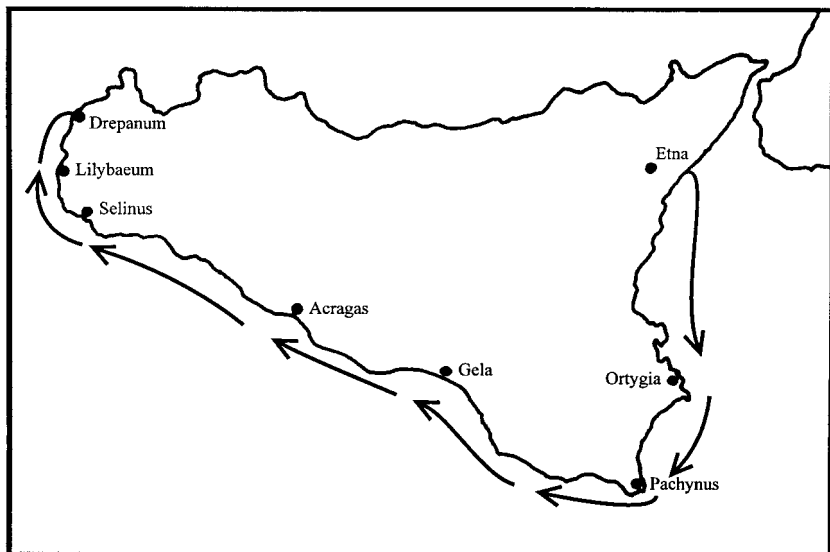 Drepanum
Etna
Lilybaeum
Selinus
Acragas
Gela
Ortygia
Pachynus